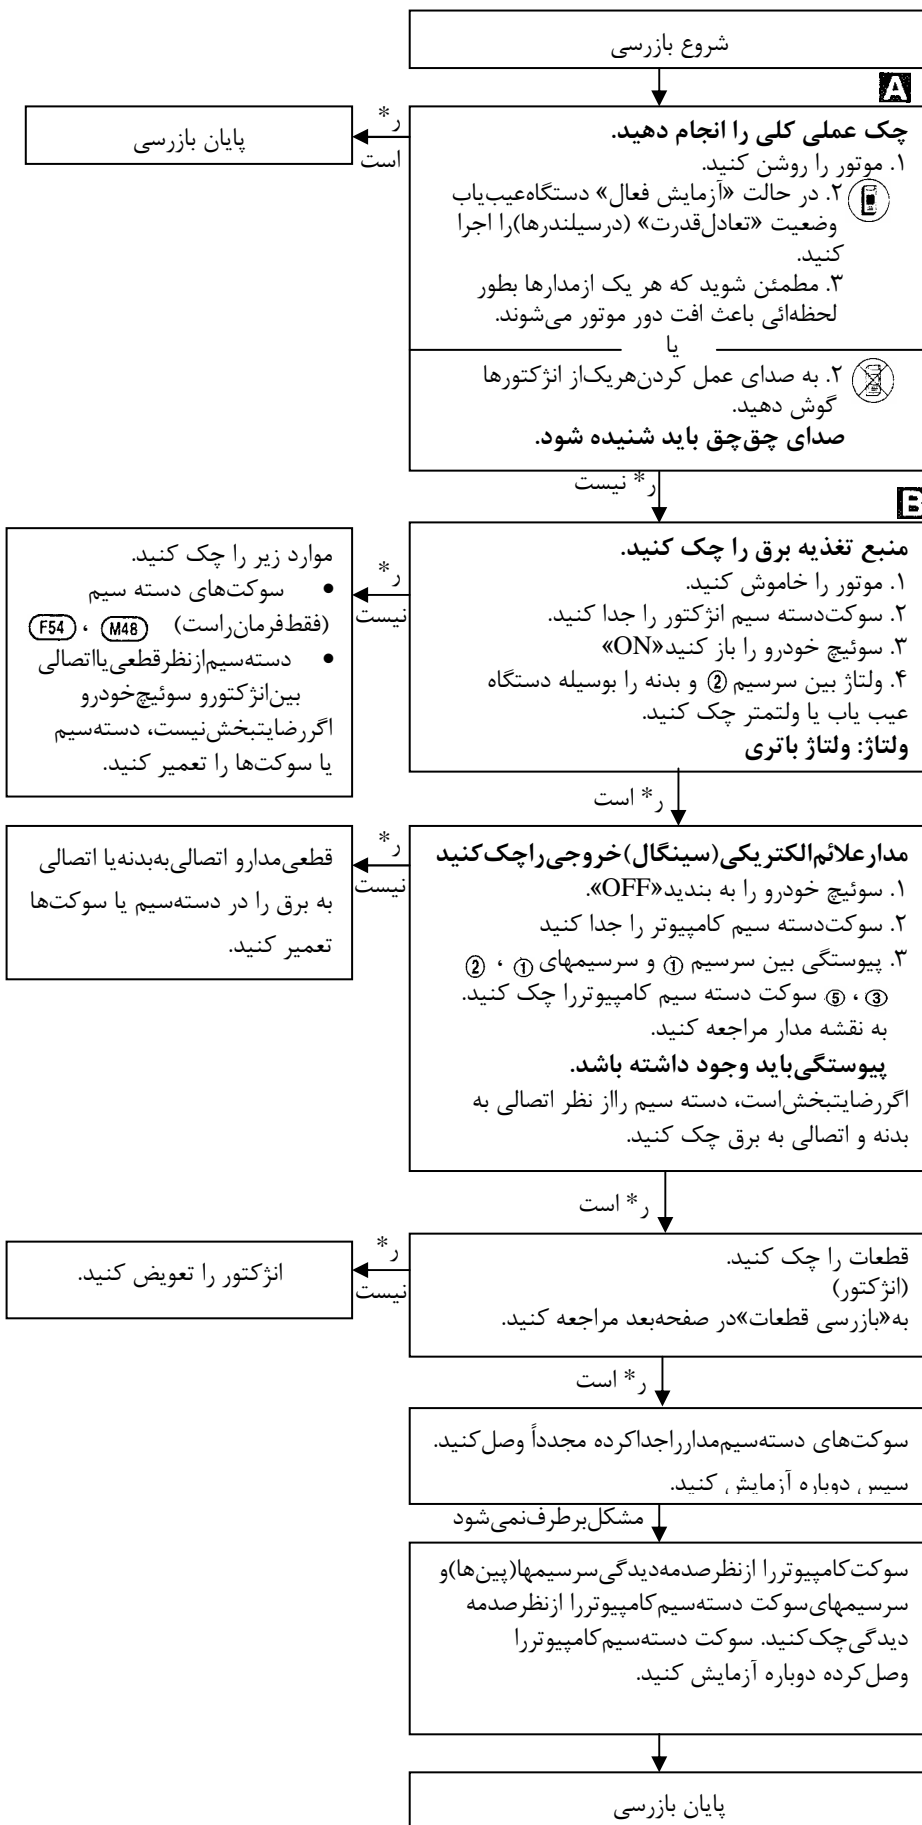 شروع بازرسی
A
چک عملی کلی را انجام دهید.
۱. موتور را روشن کنید.
۲. در حالت «آزمایش فعال» دستگاه‌عیب‌یاب
وضعیت «تعادل‌قدرت» (درسیلندرها)را اجرا
کنید.
۳. مطمئن شوید که هر یک ازمدارها بطور
لحظه‌ائی باعث افت دور موتور می‌شوند.
یا
۲. به صدای عمل کردن‌هریک‌از انژکتورها
گوش دهید.
صدای چق‌چق باید شنیده شود.
ر*
است
پایان بازرسی
ر* نیست
B
منبع تغذیه برق را چک کنید.
۱. موتور را خاموش کنید.
۲. سوکت‌دسته سیم انژکتور را جدا کنید.
۳. سوئیچ خودرو را باز کنید«ON»
۴. ولتاژ بین سرسیم ② و بدنه را بوسیله دستگاه
عیب یاب یا ولتمتر چک کنید.
ولتاژ: ولتاژ باتری
ر*
نیست
موارد زیر را چک کنید.
• سوکت‌های دسته سیم
(فقط‌فرمان‌راست) M48 ، F54
• دسته‌سیم‌ازنظرقطعی‌یااتصالی
بین‌انژکتورو سوئیچ‌خودرو
اگررضایتبخش‌نیست، دسته‌سیم
یا سوکت‌ها را تعمیر کنید.
ر* است
مدارعلائم‌الکتریکی(سینگال)خروجی‌راچک‌کنید
۱. سوئیچ خودرو را به بندید«OFF».
۲. سوکت‌دسته سیم کامپیوتر را جدا کنید
۳. پیوستگی بین سرسیم ① و سرسیمهای ① ، ②
③ ، ⑤ سوکت دسته سیم کامپیوتررا چک کنید.
به نقشه مدار مراجعه کنید.
پیوستگی‌باید وجود داشته باشد.
اگررضایتبخش‌است، دسته سیم رااز نظر اتصالی به
بدنه و اتصالی به برق چک کنید.
ر*
نیست
قطعی‌مدارو اتصالی‌به‌بدنه‌یا اتصالی
به برق را در دسته‌سیم یا سوکت‌ها
تعمیر کنید.
ر* است
قطعات را چک کنید.
(انژکتور)
به«بازرسی قطعات»در صفحه‌بعد مراجعه کنید.
ر*
نیست
انژکتور را تعویض کنید.
ر* است
سوکت‌های دسته‌سیم‌مداررا‌جداکرده مجدداً وصل‌کنید.
سپس دوباره آزمایش کنید.
مشکل‌برطرف‌نمی‌شود
سوکت‌کامپیوتررا ازنظرصدمه‌دیدگی‌سرسیمها(پین‌ها)و
سرسیمهای‌سوکت دسته‌سیم‌کامپیوتررا ازنظرصدمه
دیدگی‌چک‌کنید. سوکت دسته‌سیم‌کامپیوتررا
وصل‌کرده دوباره آزمایش کنید.
پایان بازرسی